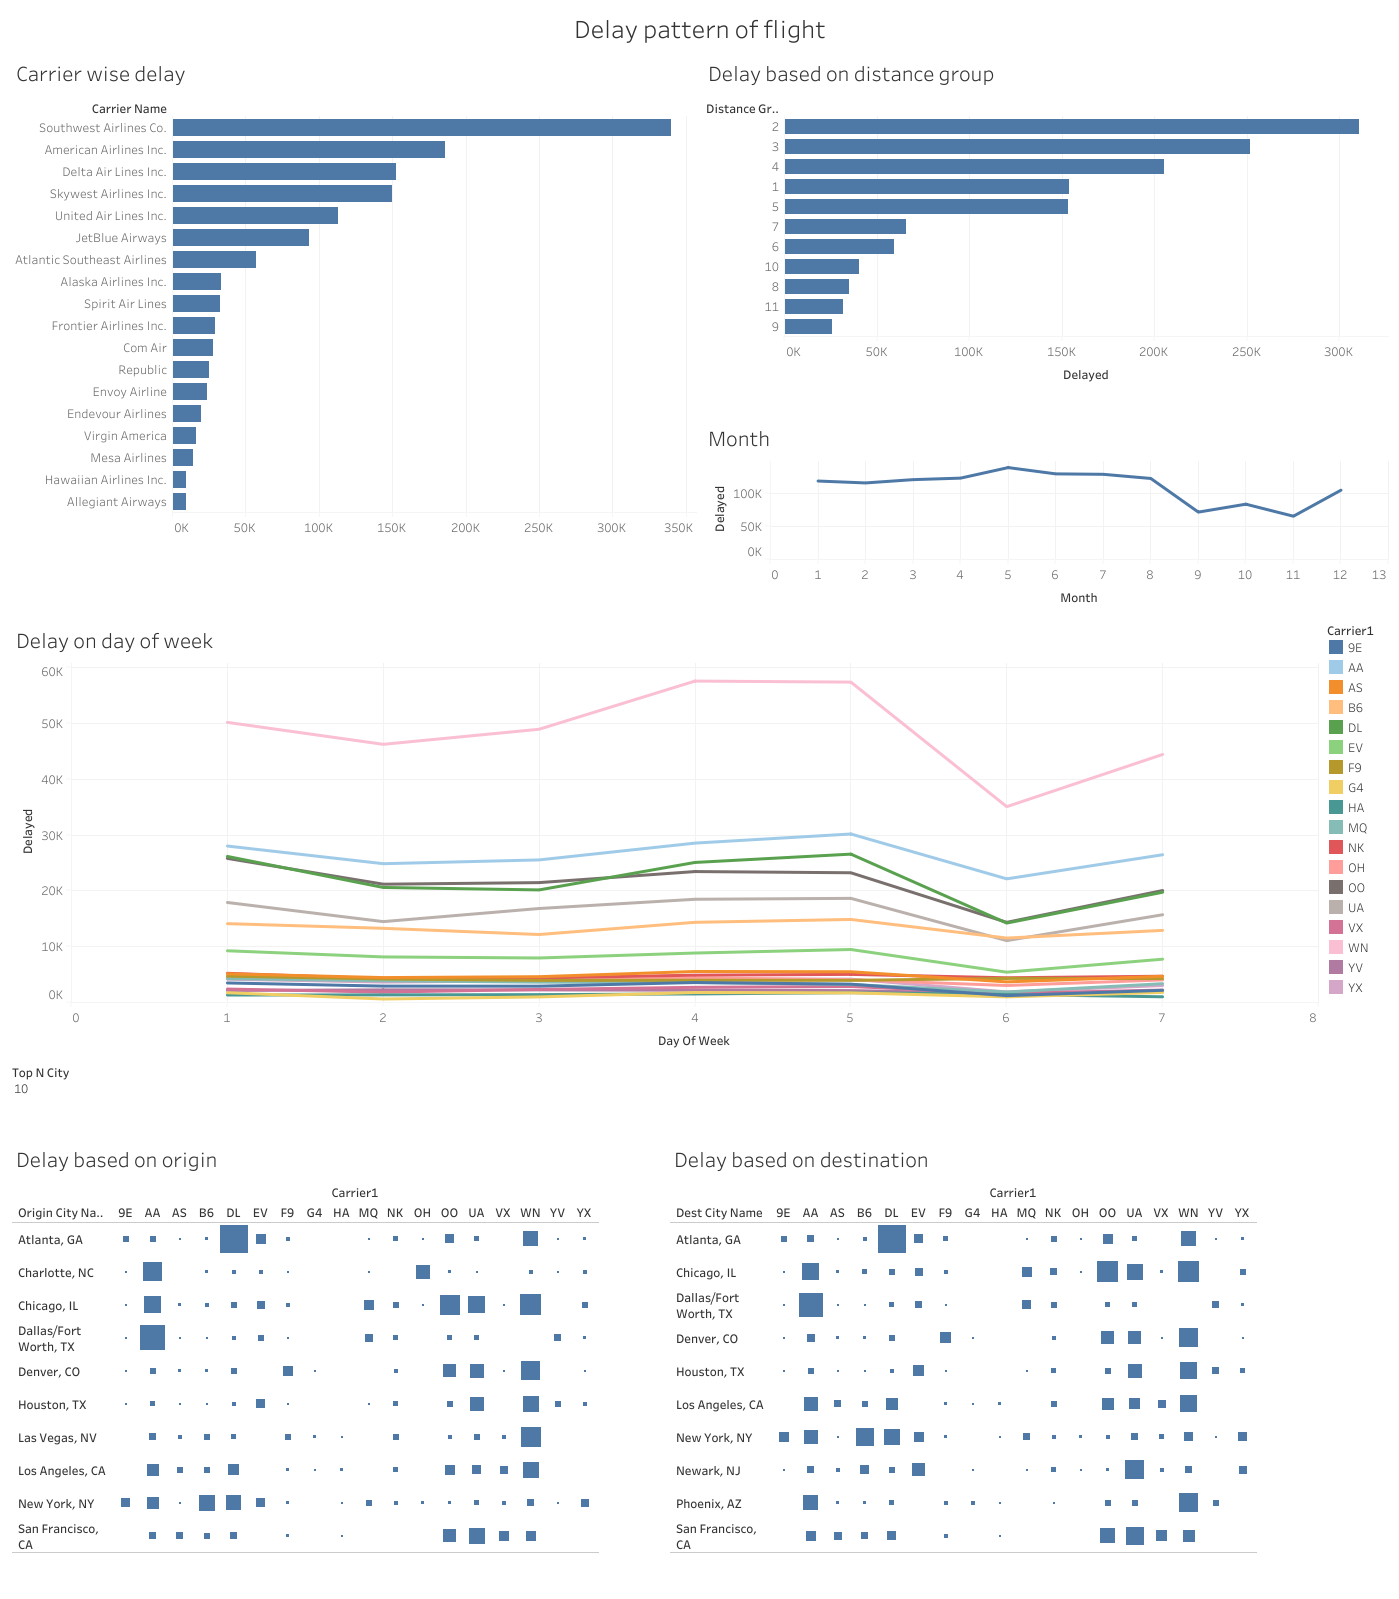 Delay pattern of flight
Carrier wise delay
Carrier Name
Southwest Airlines Co.
American Airlines Inc.
Delta Air Lines Inc.
Skywest Airlines Inc.
United Air Lines Inc.
JetBlue Airways
Atlantic Southeast Airlines
Alaska Airlines Inc.
Spirit Air Lines
Frontier Airlines Inc.
Com Air
Republic
Envoy Airline
Endevour Airlines
Virgin America
Mesa Airlines
Hawaiian Airlines Inc.
Allegiant Airways
0K 50K 100K 150K 200K 250K 300K 350K
Delay based on distance group
Distance Gr..
2
3
4
1
5
7
6
10
8
11
9
0K 50K 100K 150K 200K 250K 300K
Delayed
Month
Delayed
100K
50K
0K
0 1 2 3 4 5 6 7 8 9 10 11 12 13
Month
Delay on day of week
Delayed
60K
50K
40K
30K
20K
10K
0K
0 1 2 3 4 5 6 7 8
Day Of Week
Carrier1
9E
AA
AS
B6
DL
EV
F9
G4
HA
MQ
NK
OH
OO
UA
VX
WN
YV
YX
Top N City
10
Delay based on origin
Carrier1
Origin City Na.. 9E AA AS B6 DL EV F9 G4 HA MQ NK OH OO UA VX WN YV YX
Atlanta, GA
Charlotte, NC
Chicago, IL
Dallas/Fort
Worth, TX
Denver, CO
Houston, TX
Las Vegas, NV
Los Angeles, CA
New York, NY
San Francisco,
CA
Delay based on destination
Carrier1
Dest City Name 9E AA AS B6 DL EV F9 G4 HA MQ NK OH OO UA VX WN YV YX
Atlanta, GA
Chicago, IL
Dallas/Fort
Worth, TX
Denver, CO
Houston, TX
Los Angeles, CA
New York, NY
Newark, NJ
Phoenix, AZ
San Francisco,
CA